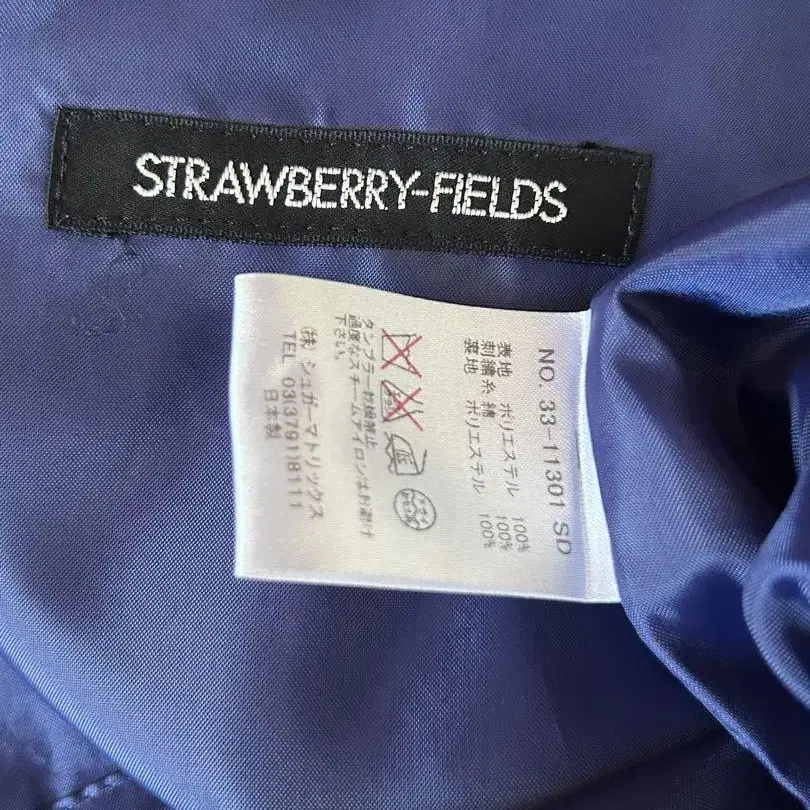 STRAWBERRY-FIELDS
NO. 33-11301 SD
表地 ポリエステル 100%
刺繍糸 綿 100%
裏地 ポリエステル 100%
タンブラーお乾燥禁止
過度なスチームアイロンはお避け
下さい。
(株) シュガーマトリックス
TEL 03(3791)8111
日本製